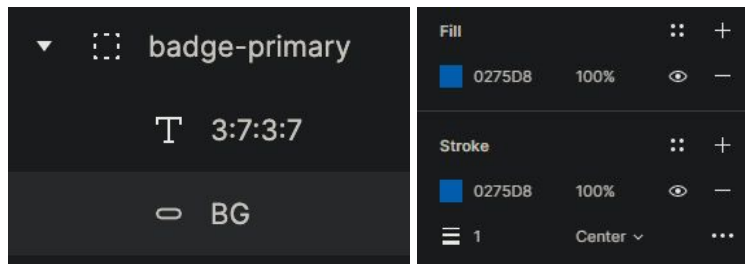 badge-primary
3:7:3:7
BG
Fill
0275D8 100%
Stroke
0275D8 100%
1 Center